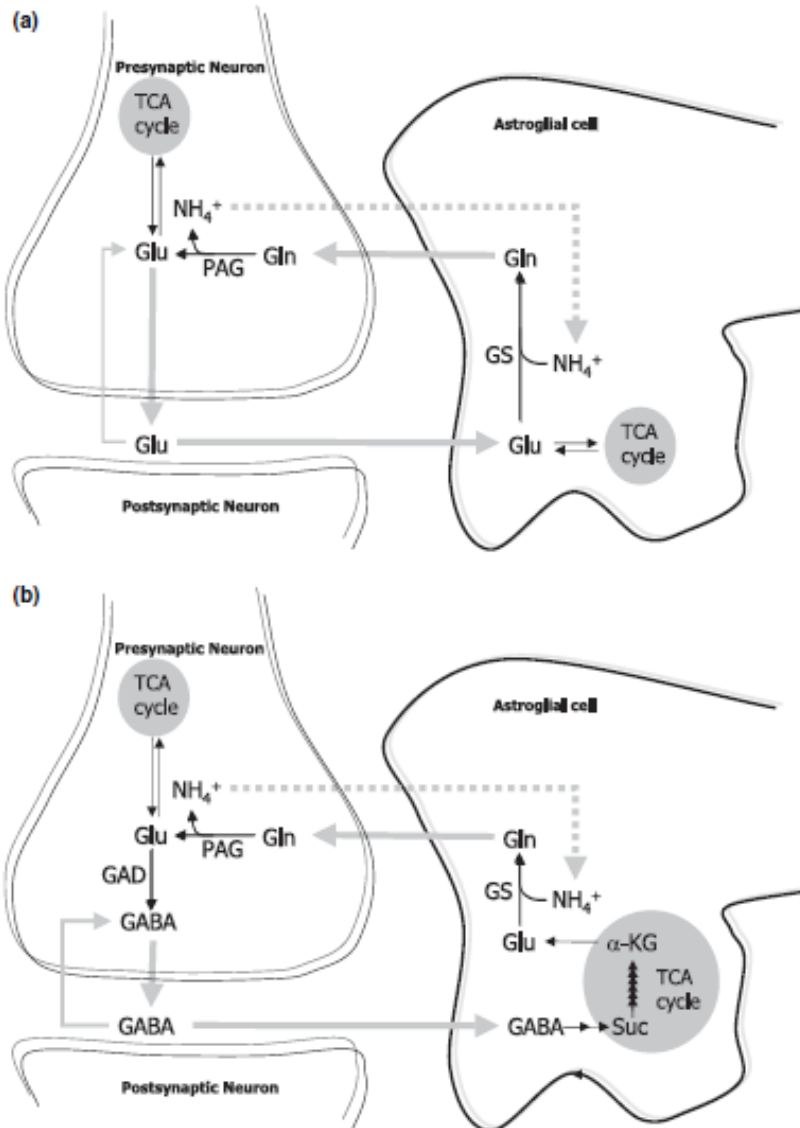 (a)
Presynaptic Neuron
TCA
cycle
Astroglial cell
NH₄⁺
Glu
PAG
Gln
Gln
GS
NH₄⁺
Glu
Glu
TCA
cycle
Postsynaptic Neuron
(b)
Presynaptic Neuron
TCA
cycle
Astroglial cell
NH₄⁺
Glu
PAG
Gln
Gln
GAD
GS
NH₄⁺
GABA
Glu
α-KG
TCA
cycle
GABA
GABA
Suc
Postsynaptic Neuron